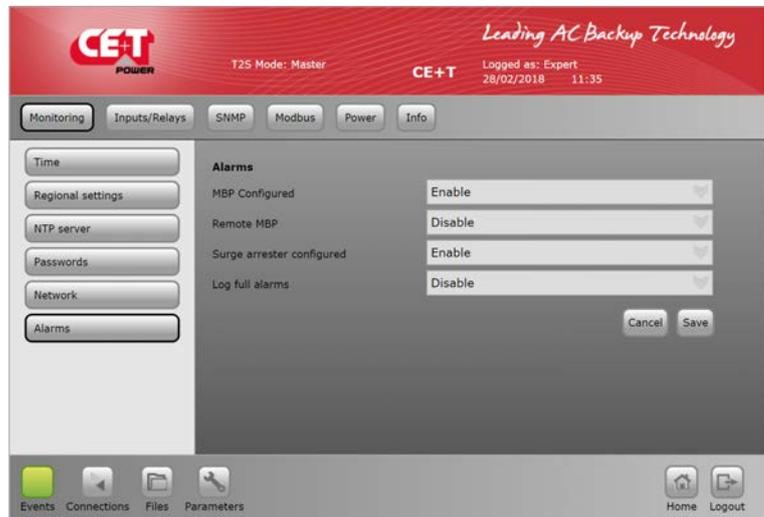 CE+T
POWER
Leading AC Backup Technology
T2S Mode: Master
CE+T
Logged as: Expert
28/02/2018 11:35
Monitoring Inputs/Relays SNMP Modbus Power Info
Time
Regional settings
NTP server
Passwords
Network
Alarms
Alarms
MBP Configured Enable
Remote MBP Disable
Surge arrester configured Enable
Log full alarms Disable
Cancel Save
Events Connections Files Parameters Home Logout